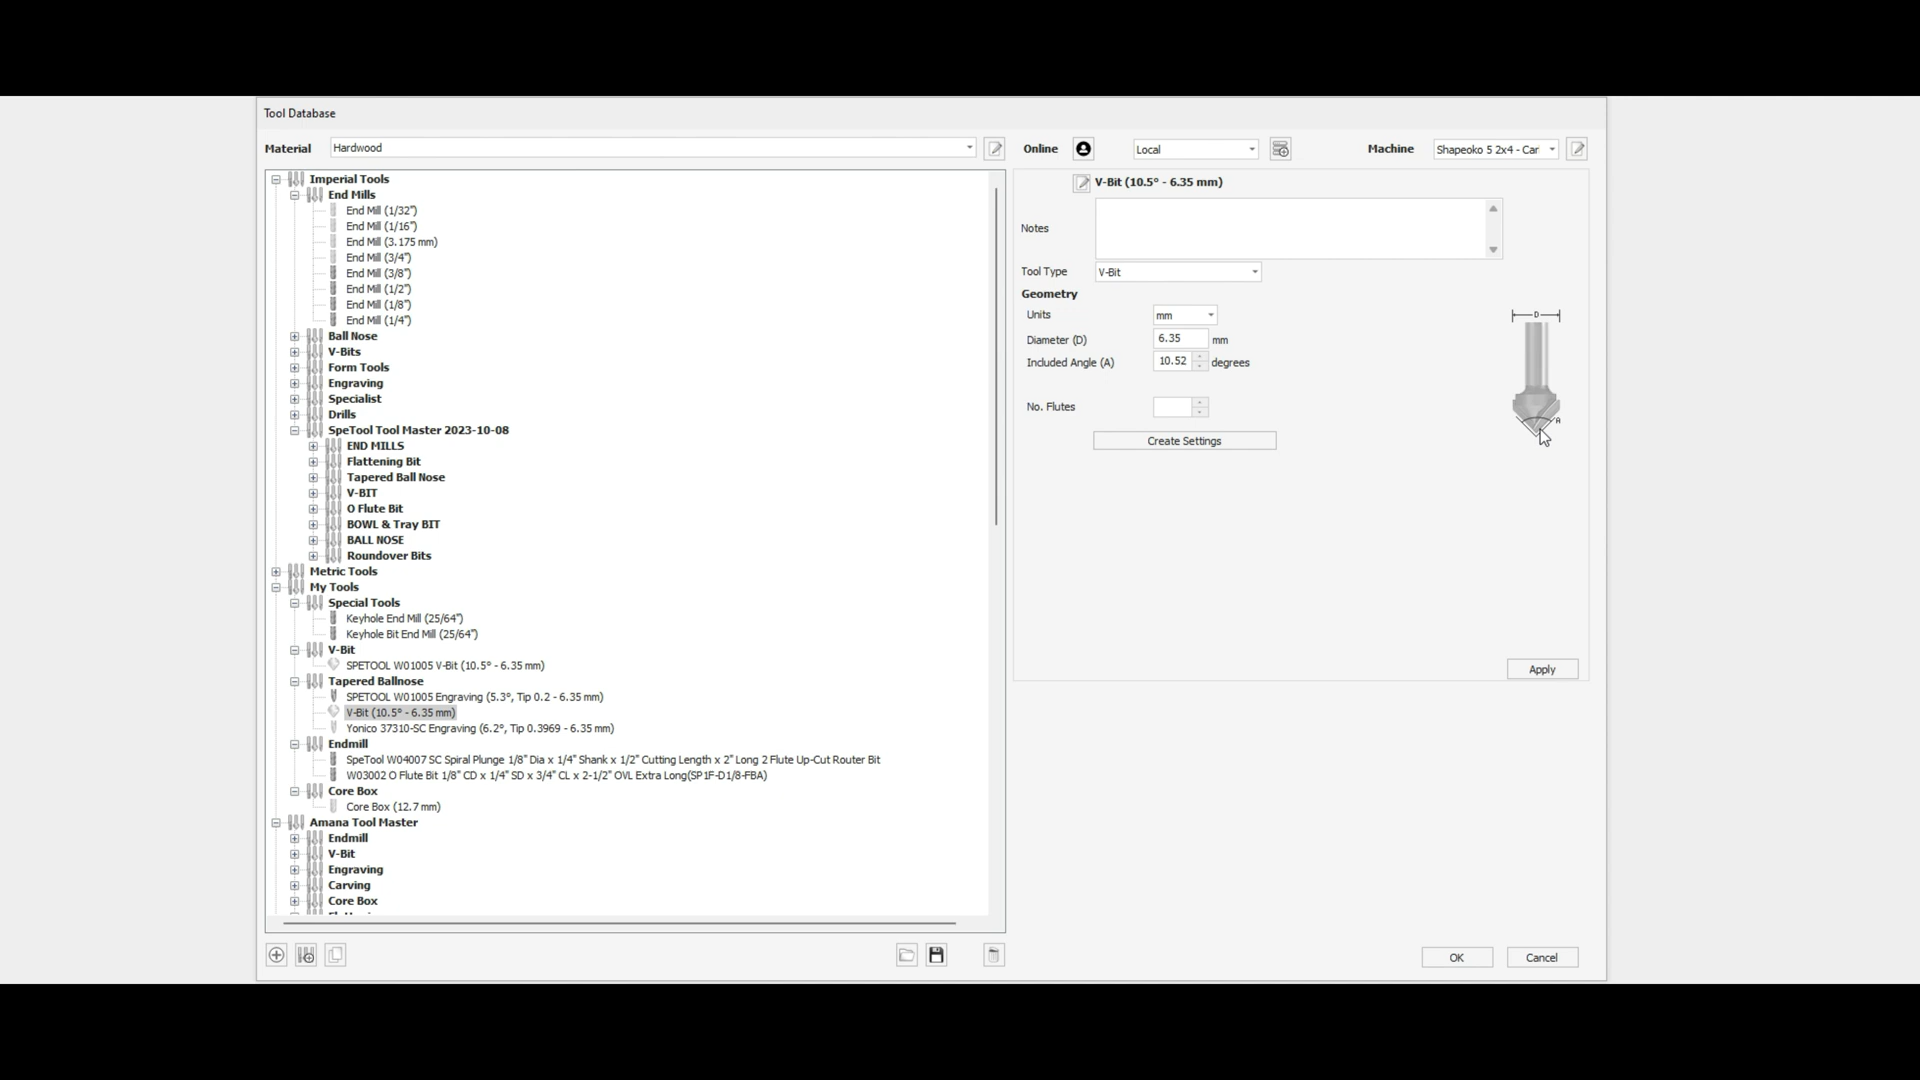 Tool Database
Material
Hardwood
Online
Local
Machine
Shapeoko 5 2x4 - Car
Imperial Tools
End Mills
End Mill (1/32")
End Mill (1/16")
End Mill (3.175 mm)
End Mill (3/4")
End Mill (3/8")
End Mill (1/2")
End Mill (1/8")
End Mill (1/4")
Ball Nose
V-Bits
Form Tools
Engraving
Specialist
Drills
SpeTool Tool Master 2023-10-08
END MILLS
Flattening Bit
Tapered Ball Nose
V-BIT
O Flute Bit
BOWL & Tray BIT
BALL NOSE
Roundover Bits
Metric Tools
My Tools
Special Tools
Keyhole End Mill (25/64")
Keyhole Bit End Mill (25/64")
V-Bit
SPETOOL W01005 V-Bit (10.5° - 6.35 mm)
Tapered Ballnose
SPETOOL W01005 Engraving (5.3°, Tip 0.2 - 6.35 mm)
V-Bit (10.5° - 6.35 mm)
Yonico 37310-SC Engraving (6.2°, Tip 0.3969 - 6.35 mm)
Endmill
SpeTool W04007 SC Spiral Plunge 1/8" Dia x 1/4" Shank x 1/2" Cutting Length x 2" Long 2 Flute Up-Cut Router Bit
W03002 O Flute Bit 1/8" CD x 1/4" SD x 3/4" CL x 2-1/2" OVL Extra Long(SP1F-D1/8-FBA)
Core Box
Core Box (12.7 mm)
Amana Tool Master
Endmill
V-Bit
Engraving
Carving
Core Box
V-Bit (10.5° - 6.35 mm)
Notes
Tool Type
V-Bit
Geometry
Units
mm
Diameter (D)
6.35
mm
Included Angle (A)
10.52
degrees
No. Flutes
Create Settings
D
A
Apply
OK
Cancel